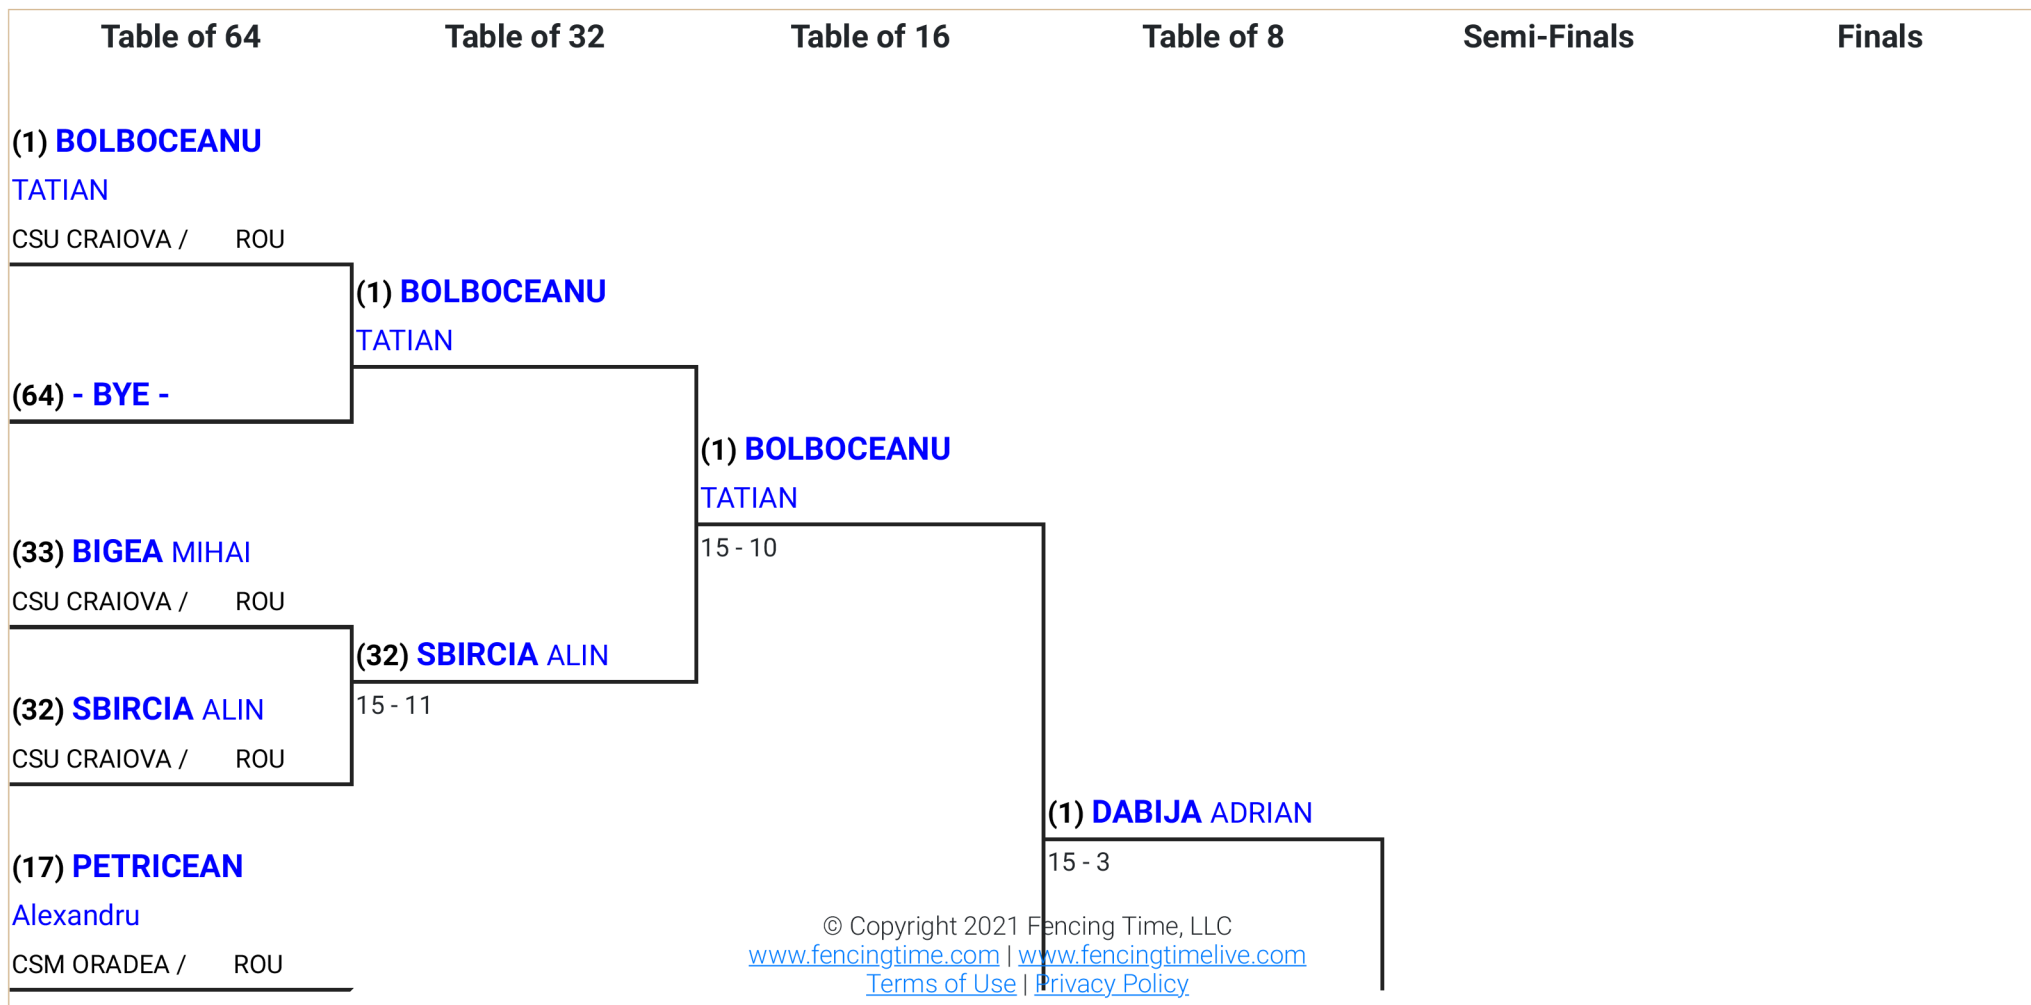 Table of 64 Table of 32 Table of 16 Table of 8 Semi-Finals Finals
(1) BOLBOCEANU
TATIAN
CSU CRAIOVA / ROU
(1) BOLBOCEANU
TATIAN
(64) - BYE -
(1) BOLBOCEANU
TATIAN
15 - 10
(33) BIGEA MIHAI
CSU CRAIOVA / ROU
(32) SBIRCIA ALIN
15 - 11
(32) SBIRCIA ALIN
CSU CRAIOVA / ROU
(1) DABIJA ADRIAN
15 - 3
(17) PETRICEAN
Alexandru
CSM ORADEA / ROU
© Copyright 2021 Fencing Time, LLC
www.fencingtime.com | www.fencingtimelive.com
Terms of Use | Privacy Policy